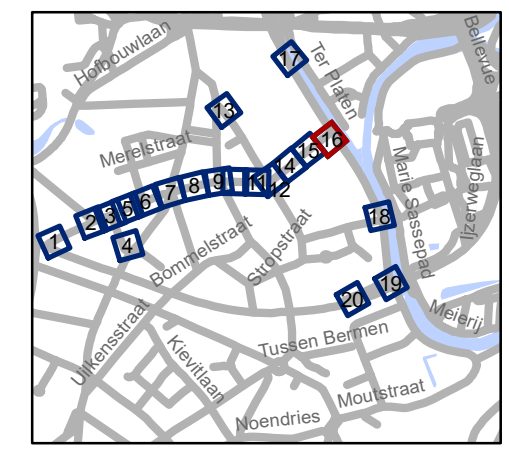 Hofbouwlaan
Ter Platen
Bellevue
17
13
Merelstraat
16
15
14
12
11
9
8
7
6
5
3
2
1
4
Marie Sassepad
Ijzerweglaan
Bommelstraat
Stropstraat
18
19
20
Meierij
Uilkensstraat
Kievitlaan
Tussen Bermen
Moutstraat
Noendries